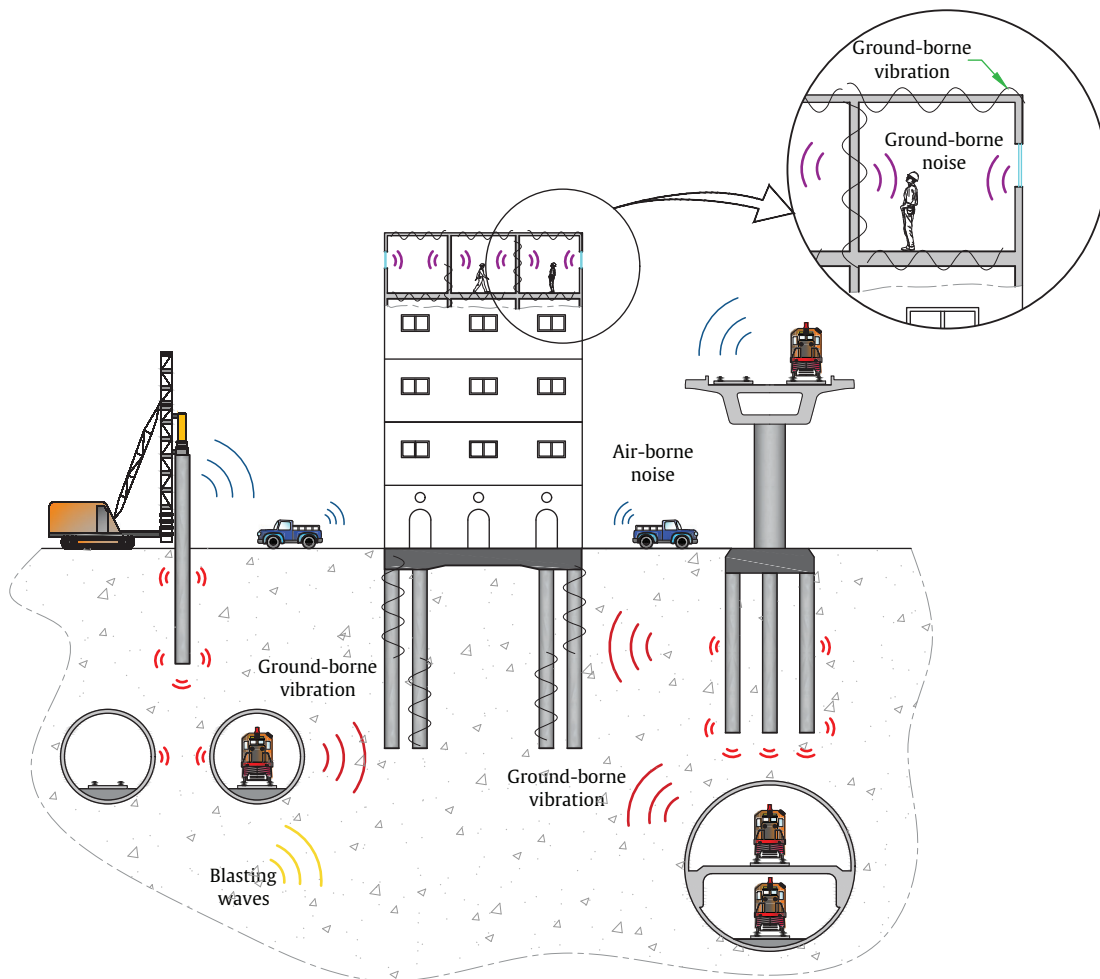 Ground-borne
vibration
Ground-borne
noise
Air-borne
noise
Ground-borne
vibration
Ground-borne
vibration
Blasting
waves